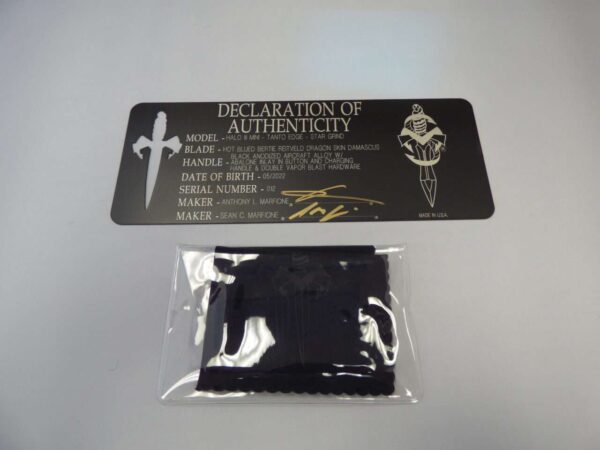 DECLARATION OF
AUTHENTICITY
MODEL - HALO III MINI - TANTO EDGE - STAR GRIND
BLADE - HOT BLUED BERTIE REITVELD DRAGON SKIN DAMASCUS
BLACK ANODIZED AIRCRAFT ALLOY W/
HANDLE - ABALONE INLAY IN BUTTON AND CHARGING
HANDLE & DOUBLE VAPOR BLAST HARDWARE
DATE OF BIRTH - 05/2022
SERIAL NUMBER - 012
MAKER - ANTHONY L. MARFIONE
MAKER - SEAN C. MARFIONE
MADE IN U.S.A.